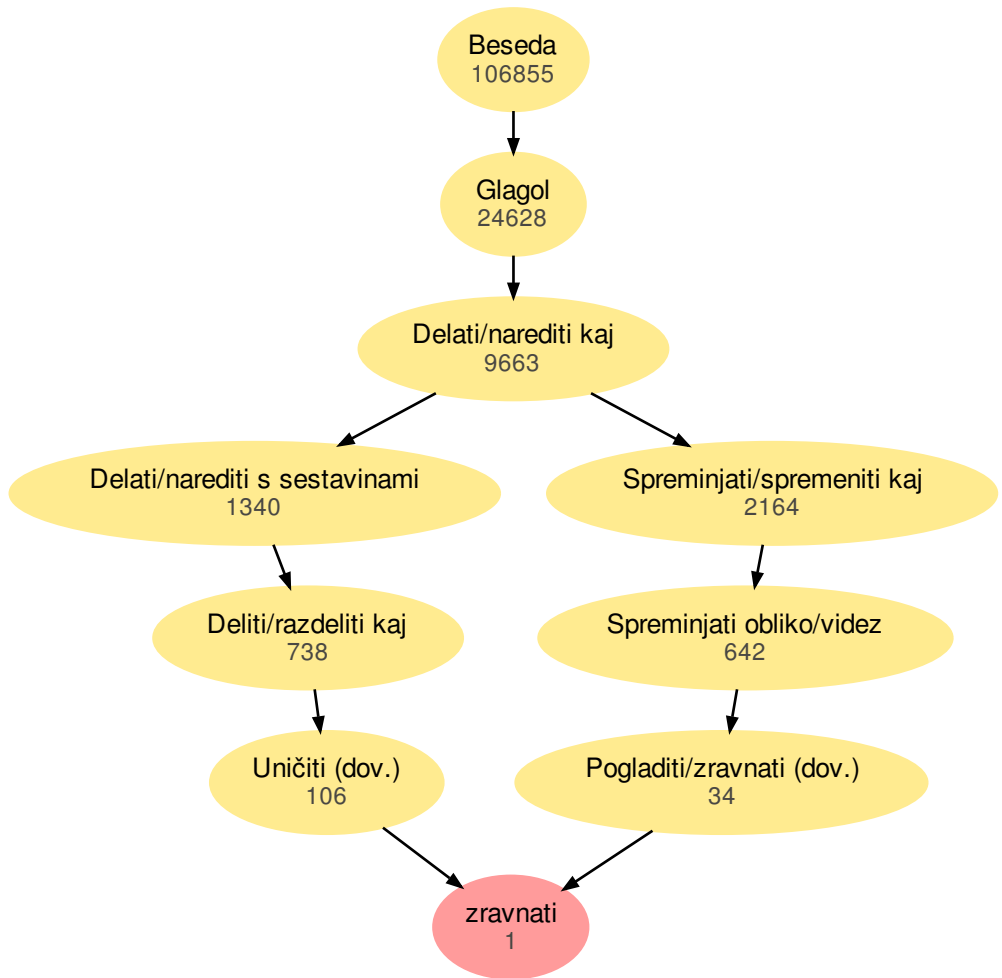 Beseda
106855
Glagol
24628
Delati/narediti kaj
9663
Delati/narediti s sestavinami
1340
Spreminjati/spremeniti kaj
2164
Deliti/razdeliti kaj
738
Spreminjati obliko/videz
642
Uničiti (dov.)
106
Pogladiti/zravnati (dov.)
34
zravnati
1